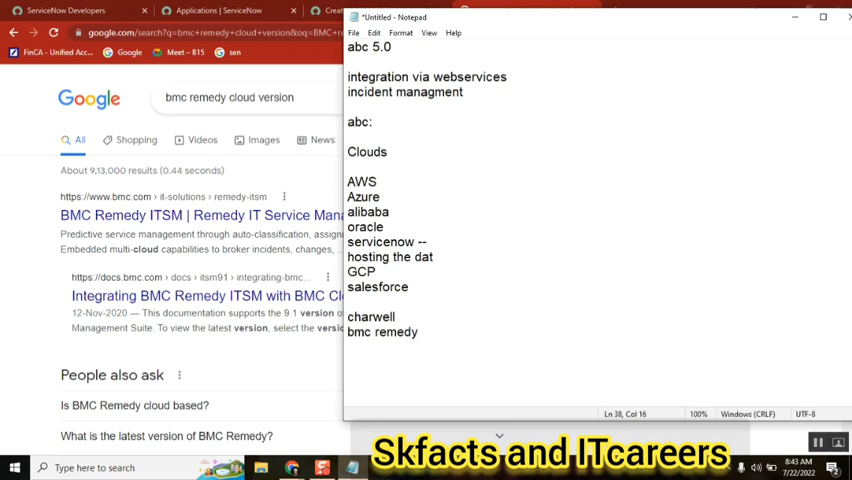 ServiceNow Developers
Applications | ServiceNow
*Untitled - Notepad
google.com/search?q=bmc+remedy+cloud+version&oq=BMC+r
FinCA - Unified Acc...
Google
Meet – B15
sen
File Edit Format View Help
abc 5.0
integration via webservices
incident managment
abc:
Clouds
AWS
Azure
alibaba
oracle
servicenow --
hosting the dat
GCP
salesforce
charwell
bmc remedy
Ln 38, Col 16
100%
Windows (CRLF)
UTF-8
Google
bmc remedy cloud version
All
Shopping
Videos
Images
News
About 9,13,000 results (0.44 seconds)
https://www.bmc.com › it-solutions › remedy-itsm
BMC Remedy ITSM | Remedy IT Service Mana
Predictive service management through auto-classification, assign
Embedded multi-cloud capabilities to broker incidents, changes,
https://docs.bmc.com › docs › itsm91 › integrating-bmc...
Integrating BMC Remedy ITSM with BMC Cl
12-Nov-2020 — This documentation supports the 9.1 version o
Management Suite. To view the latest version, select the versi
People also ask
Is BMC Remedy cloud based?
What is the latest version of BMC Remedy?
Skfacts and ITcareers
Type here to search
8:43 AM
7/22/2022
2